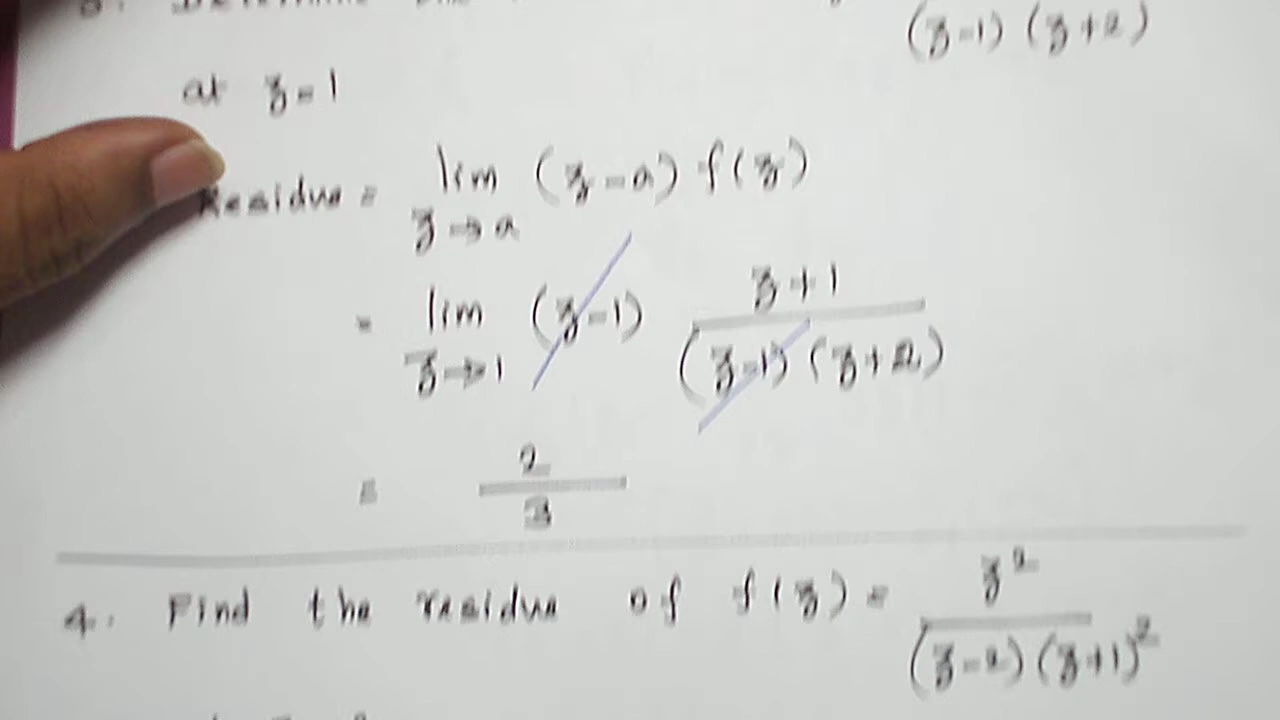 (z-1) (z+2)
at z=1
Residue = lim (z-a) f(z)
z→a
= lim (z-1) z+1
z→1 (z-1) (z+2)
= 2
3
4. Find the residue of f(z) = z²
(z-2) (z+1)²